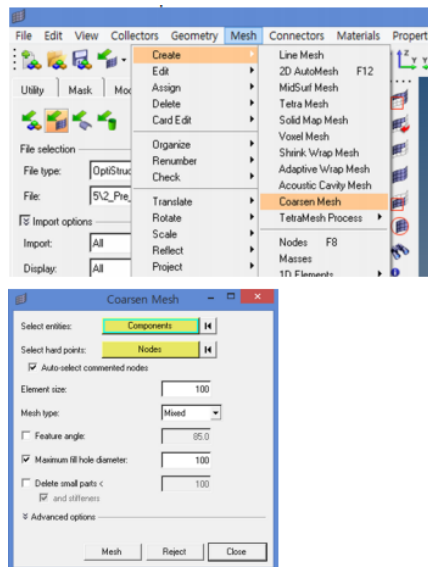 File Edit View Collectors Geometry Mesh Connectors Materials Propert
Create
Edit
Assign
Delete
Card Edit
Organize
Renumber
Check
Translate
Rotate
Scale
Reflect
Project
Line Mesh
2D AutoMesh F12
MidSurf Mesh
Tetra Mesh
Solid Map Mesh
Voxel Mesh
Shrink Wrap Mesh
Adaptive Wrap Mesh
Acoustic Cavity Mesh
Coarsen Mesh
TetraMesh Process
Nodes F8
Masses
1D Elements
Utility Mask Mod
File selection
File type: OptiStruc
File: 5\2_Pre_
Import options
Import: All
Display: All
Coarsen Mesh
Select entities: Components
Select hard points: Nodes
Auto-select commented nodes
Element size: 100
Mesh type: Mixed
Feature angle: 85.0
Maximum fill hole diameter: 100
Delete small parts < 100
and stiffeners
Advanced options
Mesh Reject Close